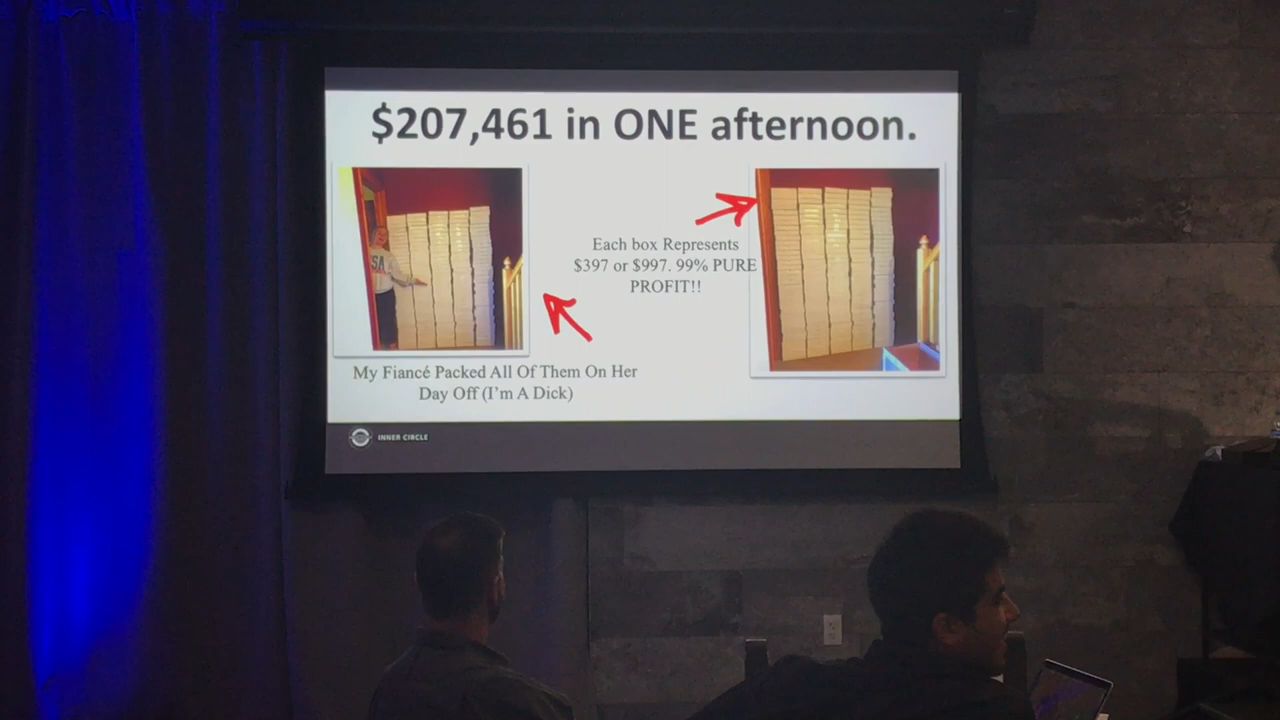 $207,461 in ONE afternoon.
Each box Represents
$397 or $997. 99% PURE
PROFIT!!
SA
My Fiancé Packed All Of Them On Her
Day Off (I'm A Dick)
INNER CIRCLE